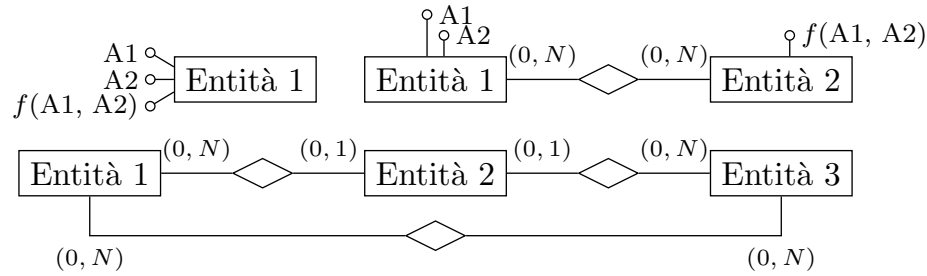 A1
A2
f(A1, A2)
Entità 1
A1
A2
Entità 1
(0, N)
(0, N)
f(A1, A2)
Entità 2
Entità 1
(0, N)
(0, 1)
Entità 2
(0, 1)
(0, N)
Entità 3
(0, N)
(0, N)